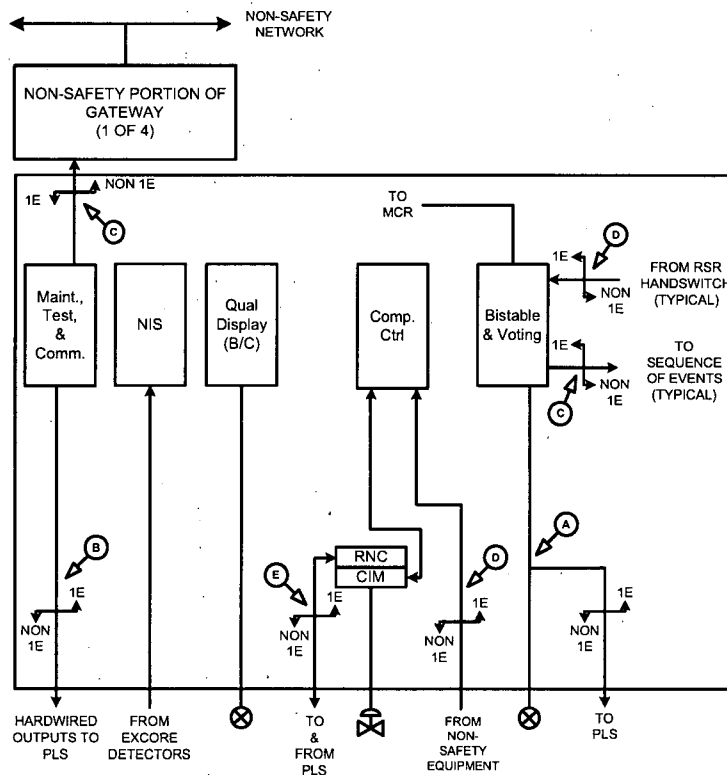 NON-SAFETY
NETWORK
NON-SAFETY PORTION OF
GATEWAY
(1 OF 4)
1E
NON 1E
C
TO
MCR
1E
D
NON
1E
FROM RSR
HANDSWITCH
(TYPICAL)
Maint.,
Test,
&
Comm.
NIS
Qual
Display
(B/C)
Comp.
Ctrl
Bistable
& Voting
1E
NON
1E
C
TO
SEQUENCE
OF EVENTS
(TYPICAL)
B
1E
NON
1E
E
1E
NON
1E
RNC
CIM
D
1E
NON
1E
A
1E
NON
1E
HARDWIRED
OUTPUTS TO
PLS
FROM
EXCORE
DETECTORS
TO
&
FROM
PLS
FROM
NON-
SAFETY
EQUIPMENT
TO
PLS